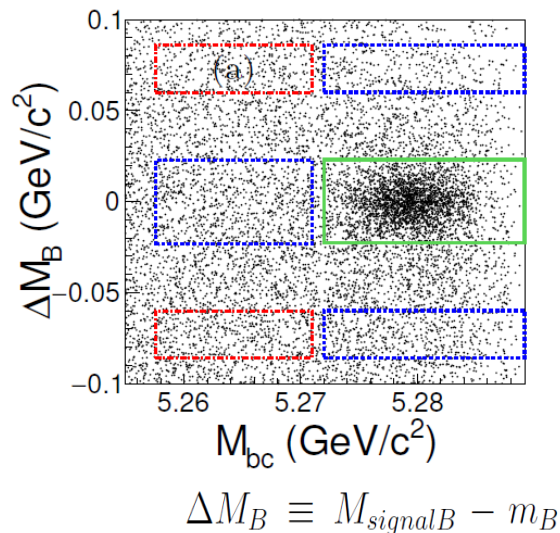 0.1
(a)
0.05
0
−0.05
−0.1
ΔM_B (GeV/c²)
5.26 5.27 5.28
M_bc (GeV/c²)
ΔM_B ≡ M_signalB − m_B